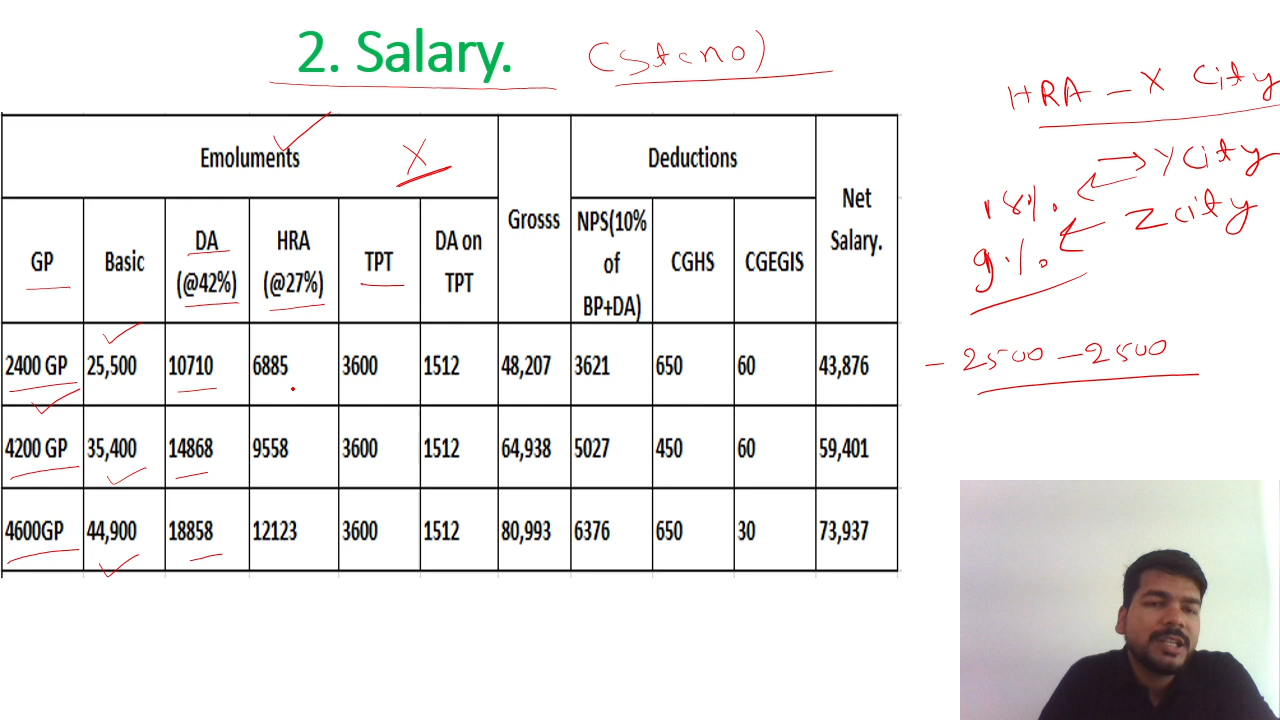 2. Salary. (Steno)
HRA - X City
18% Y City
9% Z City
- 2500 - 2500
Emoluments X Grosss Deductions Net Salary.
GP Basic DA (@42%) HRA (@27%) TPT DA on TPT NPS(10% of BP+DA) CGHS CGEGIS
2400 GP 25,500 10710 6885 3600 1512 48,207 3621 650 60 43,876
4200 GP 35,400 14868 9558 3600 1512 64,938 5027 450 60 59,401
4600GP 44,900 18858 12123 3600 1512 80,993 6376 650 30 73,937